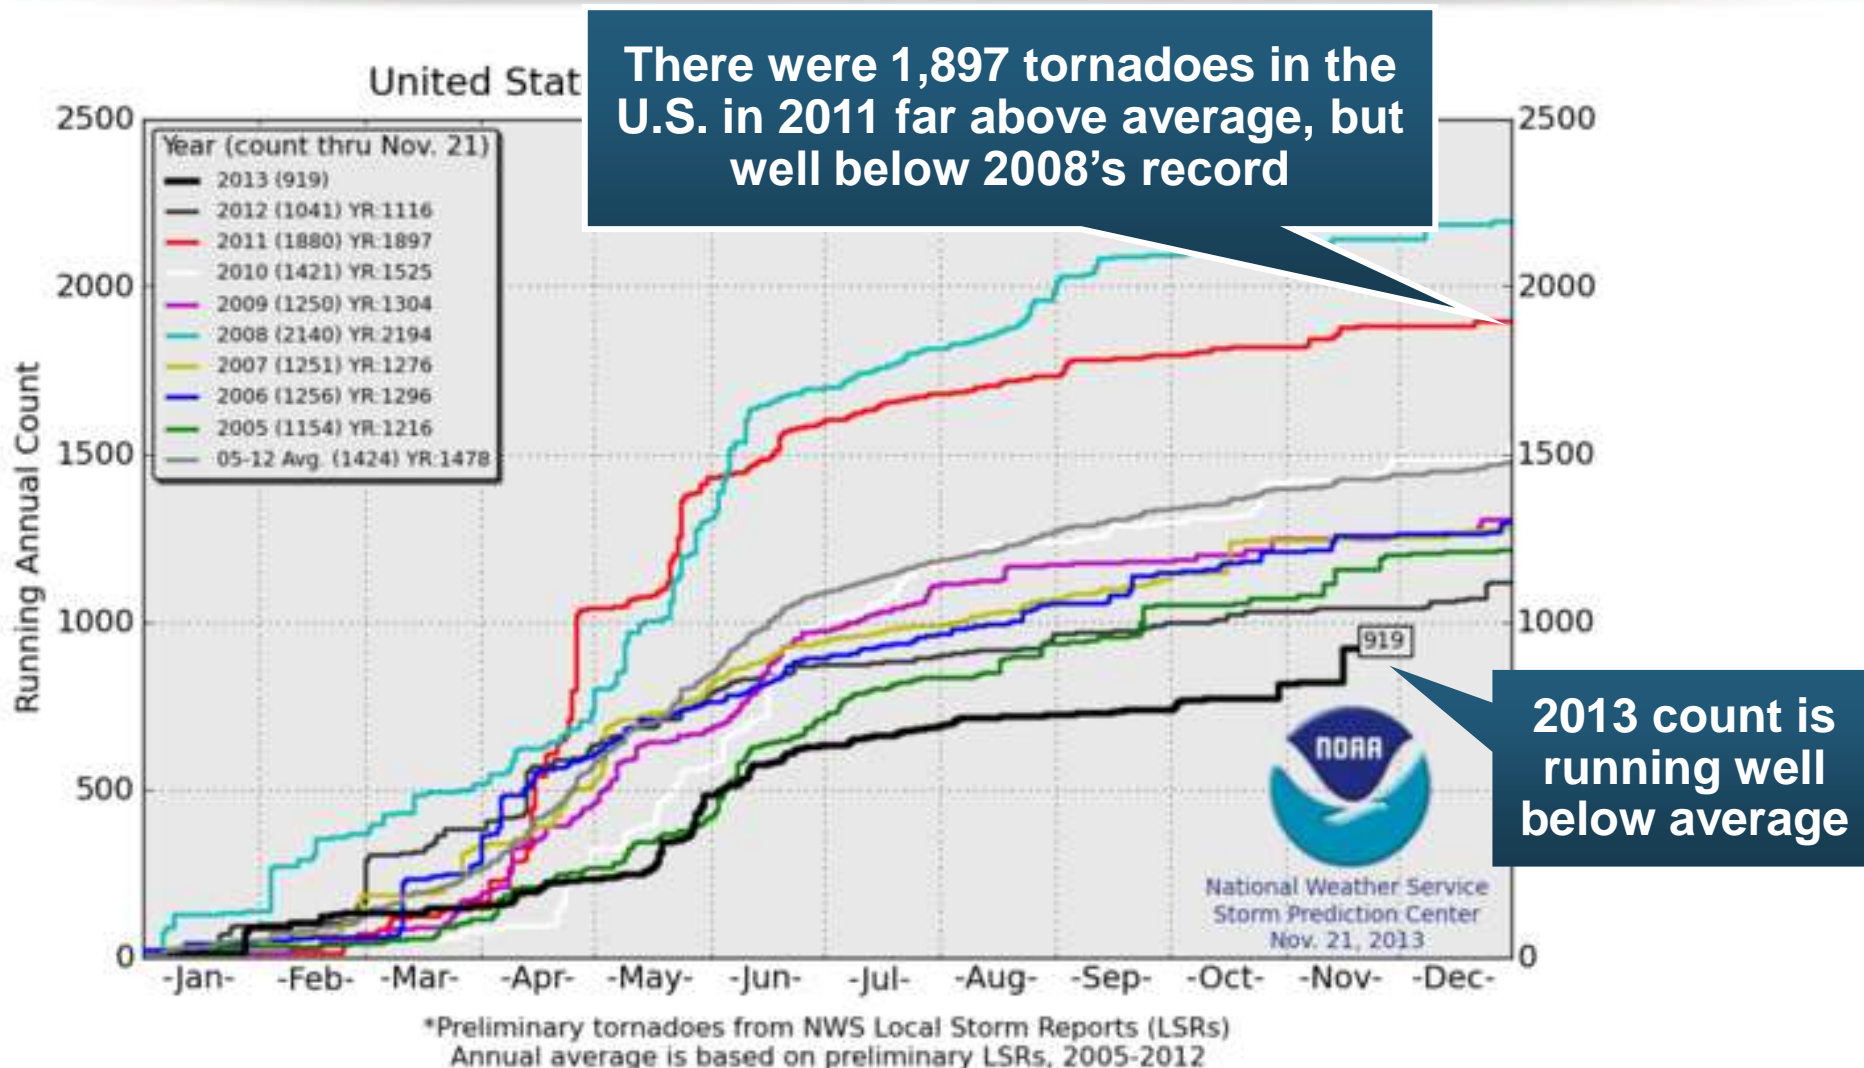 There were 1,897 tornadoes in the
U.S. in 2011 far above average, but
well below 2008’s record
United Stat
2500
2000
1500
1000
500
0
Running Annual Count
Year (count thru Nov. 21)
2013 (919)
2012 (1041) YR:1116
2011 (1880) YR:1897
2010 (1421) YR:1525
2009 (1250) YR:1304
2008 (2140) YR:2194
2007 (1251) YR:1276
2006 (1256) YR:1296
2005 (1154) YR:1216
05-12 Avg. (1424) YR:1478
2500
2000
1500
1000
0
919
2013 count is
running well
below average
NOAA
National Weather Service
Storm Prediction Center
Nov. 21, 2013
-Jan- -Feb- -Mar- -Apr- -May- -Jun- -Jul- -Aug- -Sep- -Oct- -Nov- -Dec-
*Preliminary tornadoes from NWS Local Storm Reports (LSRs)
Annual average is based on preliminary LSRs, 2005-2012